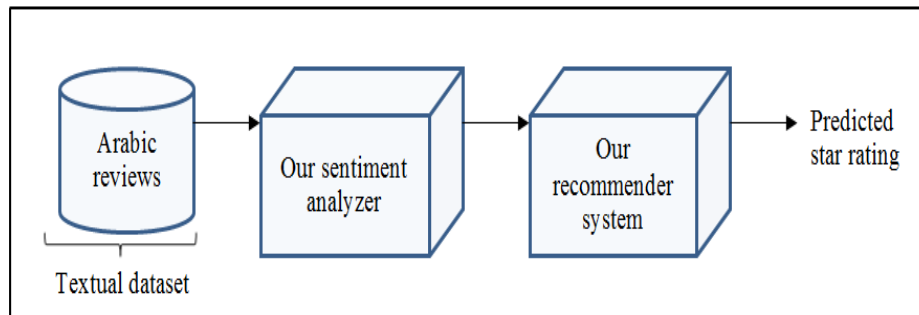 Arabic
reviews
Textual dataset
Our sentiment
analyzer
Our
recommender
system
Predicted
star rating